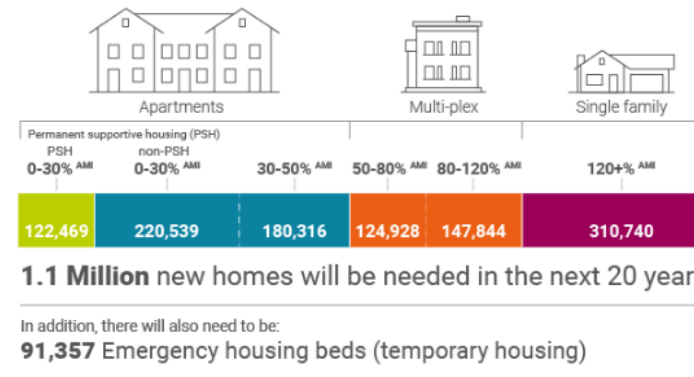 Apartments Multi-plex Single family
Permanent supportive housing (PSH)
PSH non-PSH
0-30% AMI 0-30% AMI 30-50% AMI 50-80% AMI 80-120% AMI 120+% AMI
122,469 220,539 180,316 124,928 147,844 310,740
1.1 Million new homes will be needed in the next 20 year
In addition, there will also need to be:
91,357 Emergency housing beds (temporary housing)